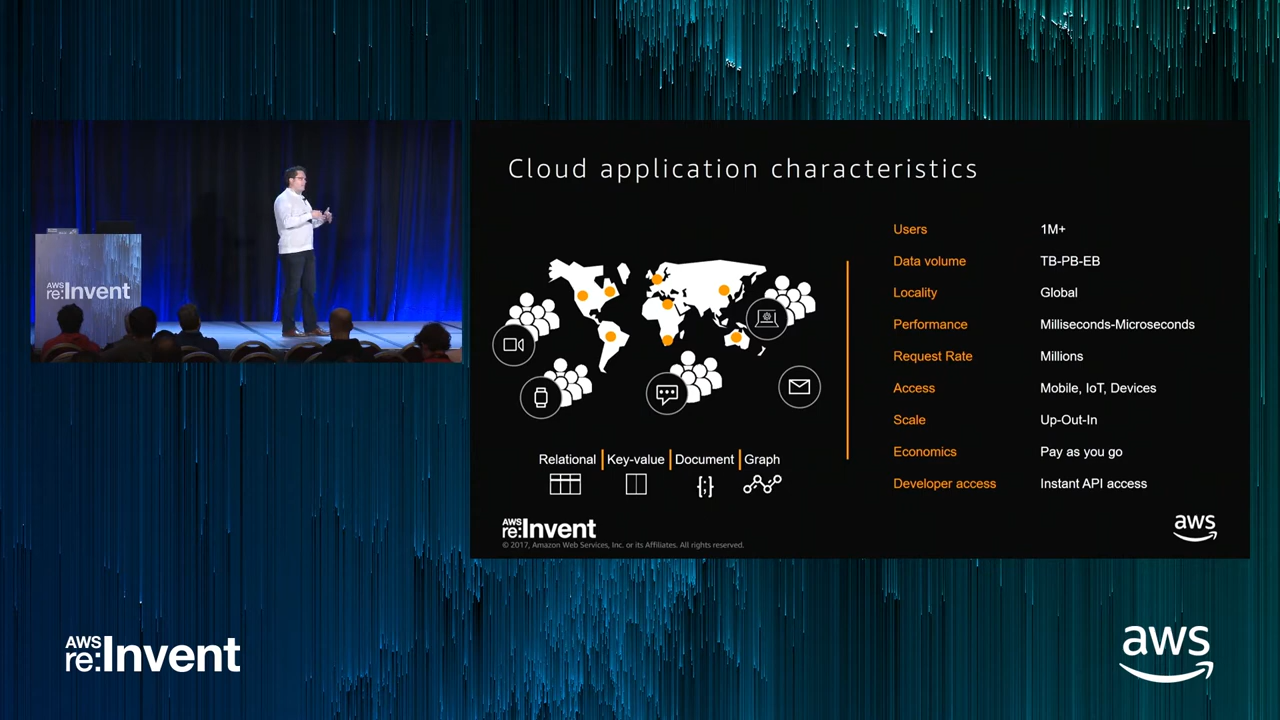 AWS
re:Invent
Cloud application characteristics
Users 1M+
Data volume TB-PB-EB
Locality Global
Performance Milliseconds-Microseconds
Request Rate Millions
Access Mobile, IoT, Devices
Scale Up-Out-In
Economics Pay as you go
Developer access Instant API access
Relational Key-value Document Graph
{;}
AWS
re:Invent
© 2017, Amazon Web Services, Inc. or its Affiliates. All rights reserved.
aws
AWS
re:Invent
aws